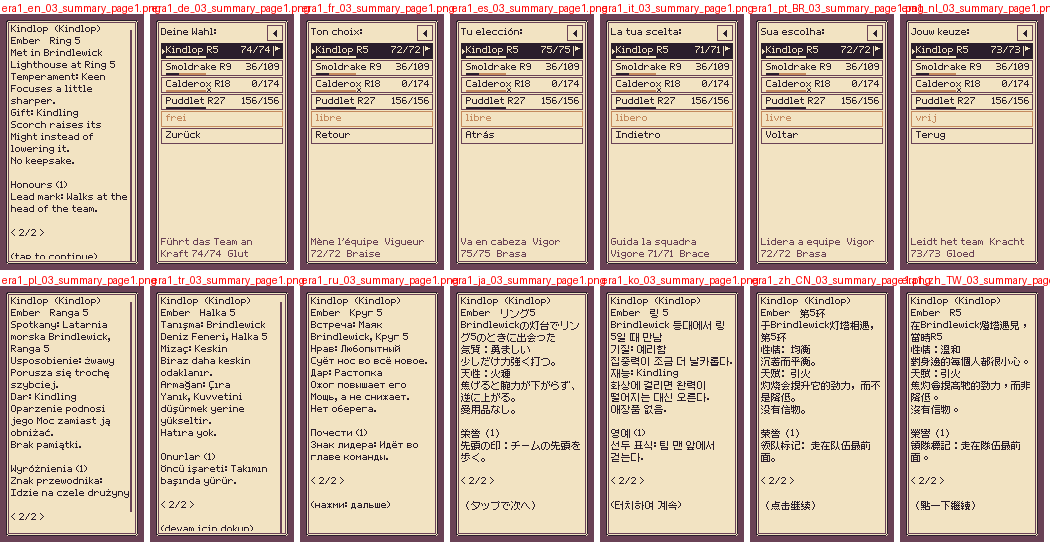 era1_en_03_summary_page1.png
Kindlop (Kindlop)
Ember Ring 5
Met in Brindlewick
Lighthouse at Ring 5
Temperament: Keen
Focuses a little
sharper.
Gift: Kindling
Scorch raises its
Might instead of
lowering it.
No keepsake.
Honours (1)
Lead mark: Walks at the
head of the team.
< 2/2 >
(tap to continue)
era1_de_03_summary_page1.png
Deine Wahl:
Kindlop R5 74/74
Smoldrake R9 36/109
Calderox R18 0/174
Puddlet R27 156/156
frei
Zurück
Führt das Team an
Kraft 74/74 Glut
era1_fr_03_summary_page1.png
Ton choix:
Kindlop R5 72/72
Smoldrake R9 36/109
Calderox R18 0/174
Puddlet R27 156/156
libre
Retour
Mène l'équipe Vigueur
72/72 Braise
era1_es_03_summary_page1.png
Tu elección:
Kindlop R5 75/75
Smoldrake R9 36/109
Calderox R18 0/174
Puddlet R27 156/156
libre
Atrás
Va en cabeza Vigor
75/75 Brasa
era1_it_03_summary_page1.png
La tua scelta:
Kindlop R5 71/71
Smoldrake R9 36/109
Calderox R18 0/174
Puddlet R27 156/156
libero
Indietro
Guida la squadra
Vigore 71/71 Brace
era1_pt_BR_03_summary_page1.png
Sua escolha:
Kindlop R5 72/72
Smoldrake R9 36/109
Calderox R18 0/174
Puddlet R27 156/156
livre
Voltar
Lidera a equipe Vigor
72/72 Brasa
era1_nl_03_summary_page1.png
Jouw keuze:
Kindlop R5 73/73
Smoldrake R9 36/109
Calderox R18 0/174
Puddlet R27 156/156
vrij
Terug
Leidt het team Kracht
73/73 Gloed
era1_pl_03_summary_page1.png
Kindlop (Kindlop)
Ember Ranga 5
Spotkany: Latarnia
morska Brindlewick,
Ranga 5
Usposobienie: żwawy
Porusza się trochę
szybciej.
Dar: Kindling
Oparzenie podnosi
jego Moc zamiast ją
obniżać.
Brak pamiątki.
Wyróżnienia (1)
Znak przewodnika:
Idzie na czele drużyny
< 2/2 >
era1_tr_03_summary_page1.png
Kindlop (Kindlop)
Ember Halka 5
Tanışma: Brindlewick
Deniz Feneri, Halka 5
Mizaç: Keskin
Biraz daha keskin
odaklanır.
Armağan: Çıra
Yanık, Kuvvetini
düşürmek yerine
yükseltir.
Hatıra yok.
Onurlar (1)
Öncü işareti: Takımın
başında yürür.
< 2/2 >
(devam için dokun)
era1_ru_03_summary_page1.png
Kindlop (Kindlop)
Ember Круг 5
Встреча: Маяк
Brindlewick, Круг 5
Нрав: Любопытный
Суёт нос во всё новое.
Дар: Растопка
Ожог повышает его
Мощь, а не снижает.
Нет оберега.
Почести (1)
Знак лидера: Идёт во
главе команды.
< 2/2 >
(нажми: дальше)
era1_ja_03_summary_page1.png
Kindlop (Kindlop)
Ember リング5
Brindlewickの灯台でリン
グ5のときに出会った
気質：勇ましい
少しだけ力強く打つ。
天性：火種
焦げると腕力が下がらず、
逆に上がる。
愛用品なし。
栄誉 (1)
先頭の印：チームの先頭を
歩く。
< 2/2 >
（タップで次へ）
era1_ko_03_summary_page1.png
Kindlop (Kindlop)
Ember 링 5
Brindlewick 등대에서 링
5일 때 만남
기질: 예리함
집중력이 조금 더 날카롭다.
재능: Kindling
화상에 걸리면 완력이
떨어지는 대신 오른다.
애장품 없음.
영예 (1)
선두 표식: 팀 맨 앞에서
걷는다.
< 2/2 >
(터치하여 계속)
era1_zh_CN_03_summary_page1.png
Kindlop (Kindlop)
Ember 第5环
于Brindlewick灯塔相遇，
第5环
性情：均衡
沉着而平衡。
天赋：引火
灼烧会提升它的劲力，而不
是降低。
没有信物。
荣誉 (1)
领队标记：走在队伍最前
面。
< 2/2 >
（点击继续）
zh_TW_03_summary_page1.png
Kindlop (Kindlop)
Ember R5
在Brindlewick燈塔遇見，
當時R5
性情：溫和
對身邊的每個人都很小心。
天賦：引火
焦灼會提高牠的勁力，而非
降低。
沒有信物。
榮譽 (1)
領隊標記：走在隊伍最前
面。
< 2/2 >
（點一下繼續）